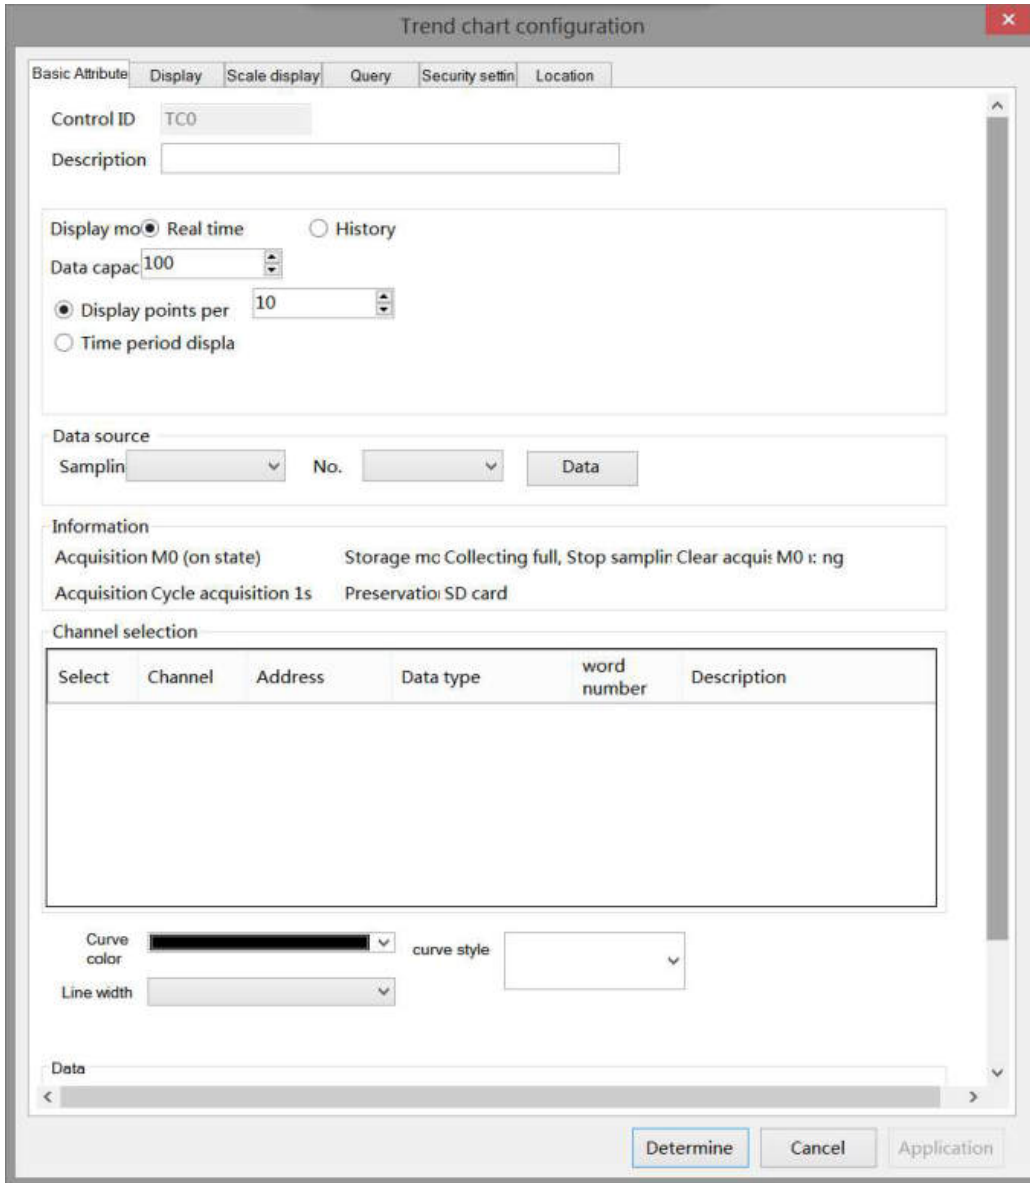 Trend chart configuration
Basic Attribute Display Scale display Query Security settin Location
Control ID TC0
Description
Display mo Real time History
Data capac 100
Display points per 10
Time period displa
Data source
Samplin No. Data
Information
Acquisition M0 (on state) Storage mo Collecting full, Stop samplin Clear acquis M0 ng
Acquisition Cycle acquisition 1s Preservation SD card
Channel selection
Select Channel Address Data type word number Description
Curve color curve style
Line width
Data
Determine Cancel Application